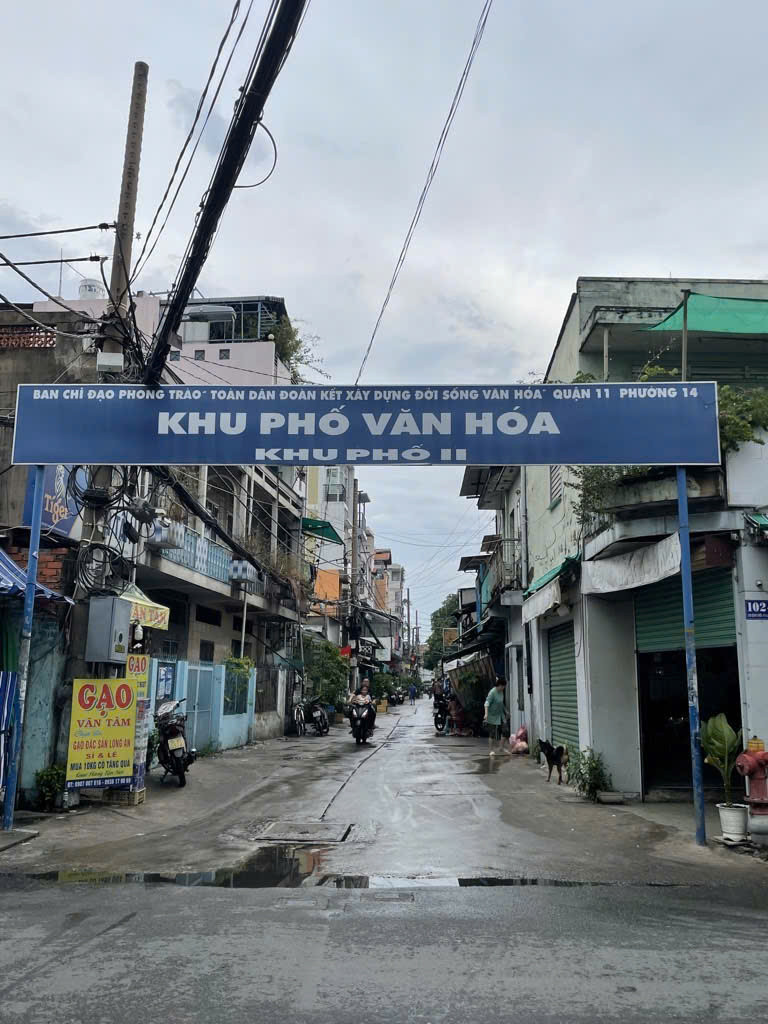 BAN CHỈ ĐẠO PHONG TRÀO "TOÀN DÂN ĐOÀN KẾT XÂY DỰNG ĐỜI SỐNG VĂN HÓA" QUẬN 11 PHƯỜNG 14
KHU PHỐ VĂN HÓA
KHU PHỐ II
Tiger
GẠO
GẠO
VĂN TÂM
GẠO ĐẶC SẢN LONG AN
SỈ & LẺ
MUA 10KG CÓ TẶNG QUÀ
102